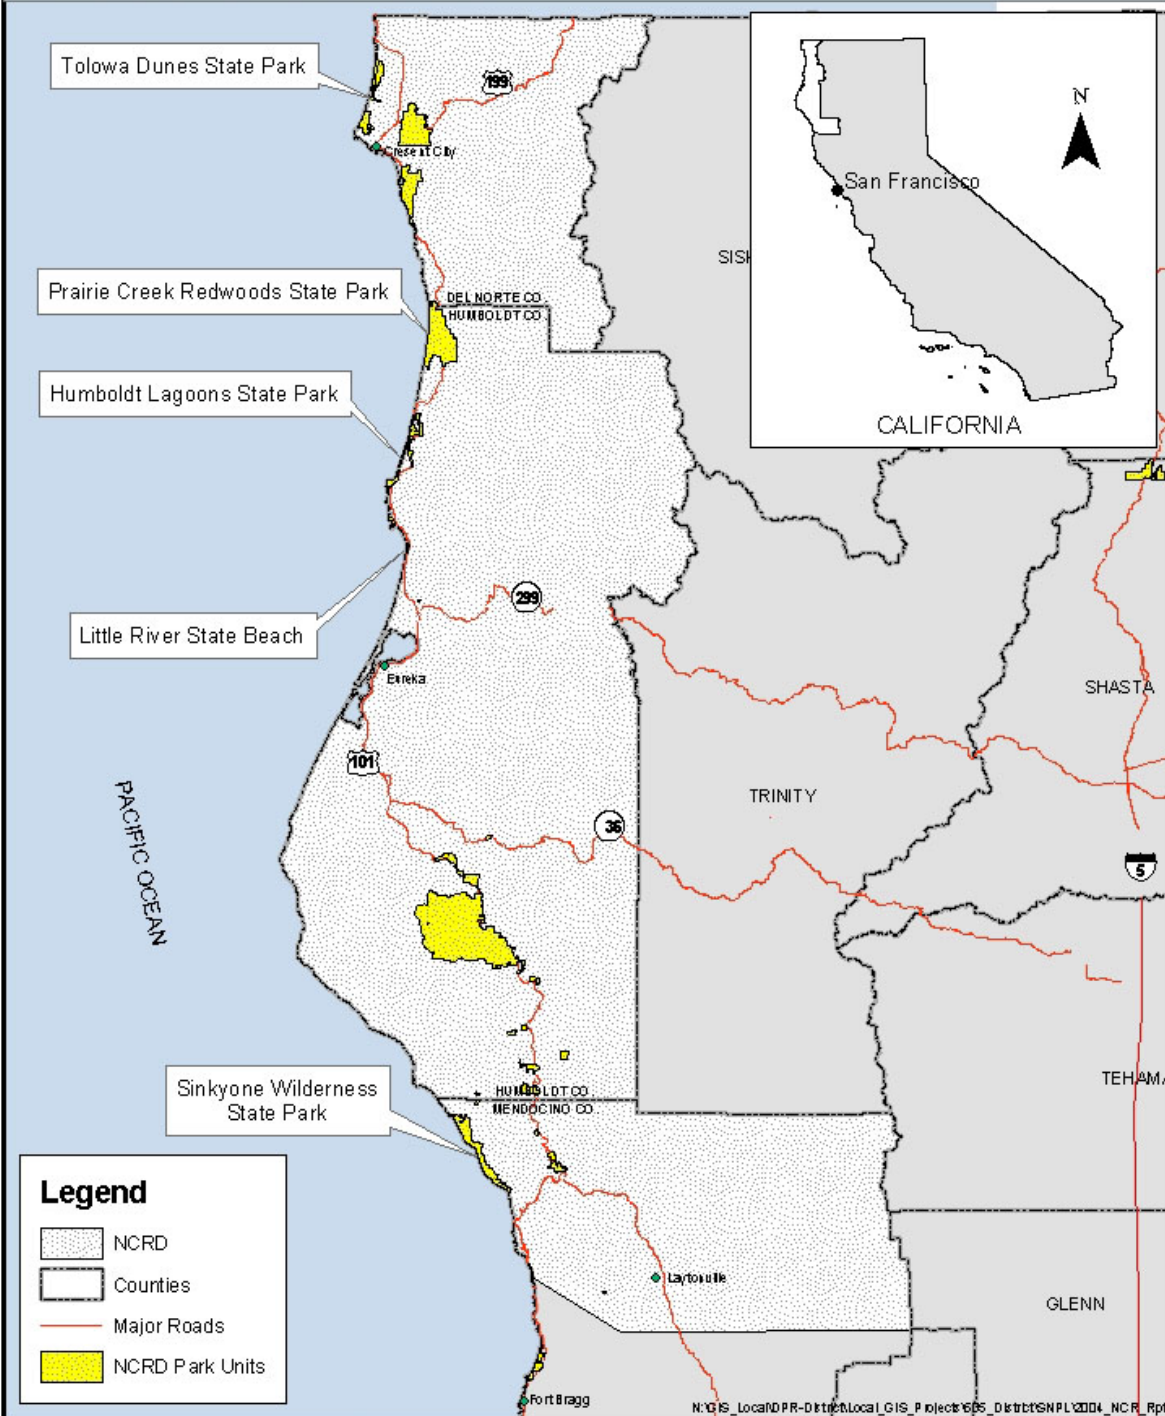 Tolowa Dunes State Park
199
Cresent City
Prairie Creek Redwoods State Park
DEL NORTE CO
HUMBOLDT CO
Humboldt Lagoons State Park
299
Little River State Beach
Eureka
101
PACIFIC OCEAN
36
TRINITY
SHASTA
5
Sinkyone Wilderness
State Park
HUMBOLDT CO
MENDOCINO CO
TEHAMA
Laytonville
GLENN
Fort Bragg
SISK
N
San Francisco
CALIFORNIA
Legend
NCRD
Counties
Major Roads
NCRD Park Units